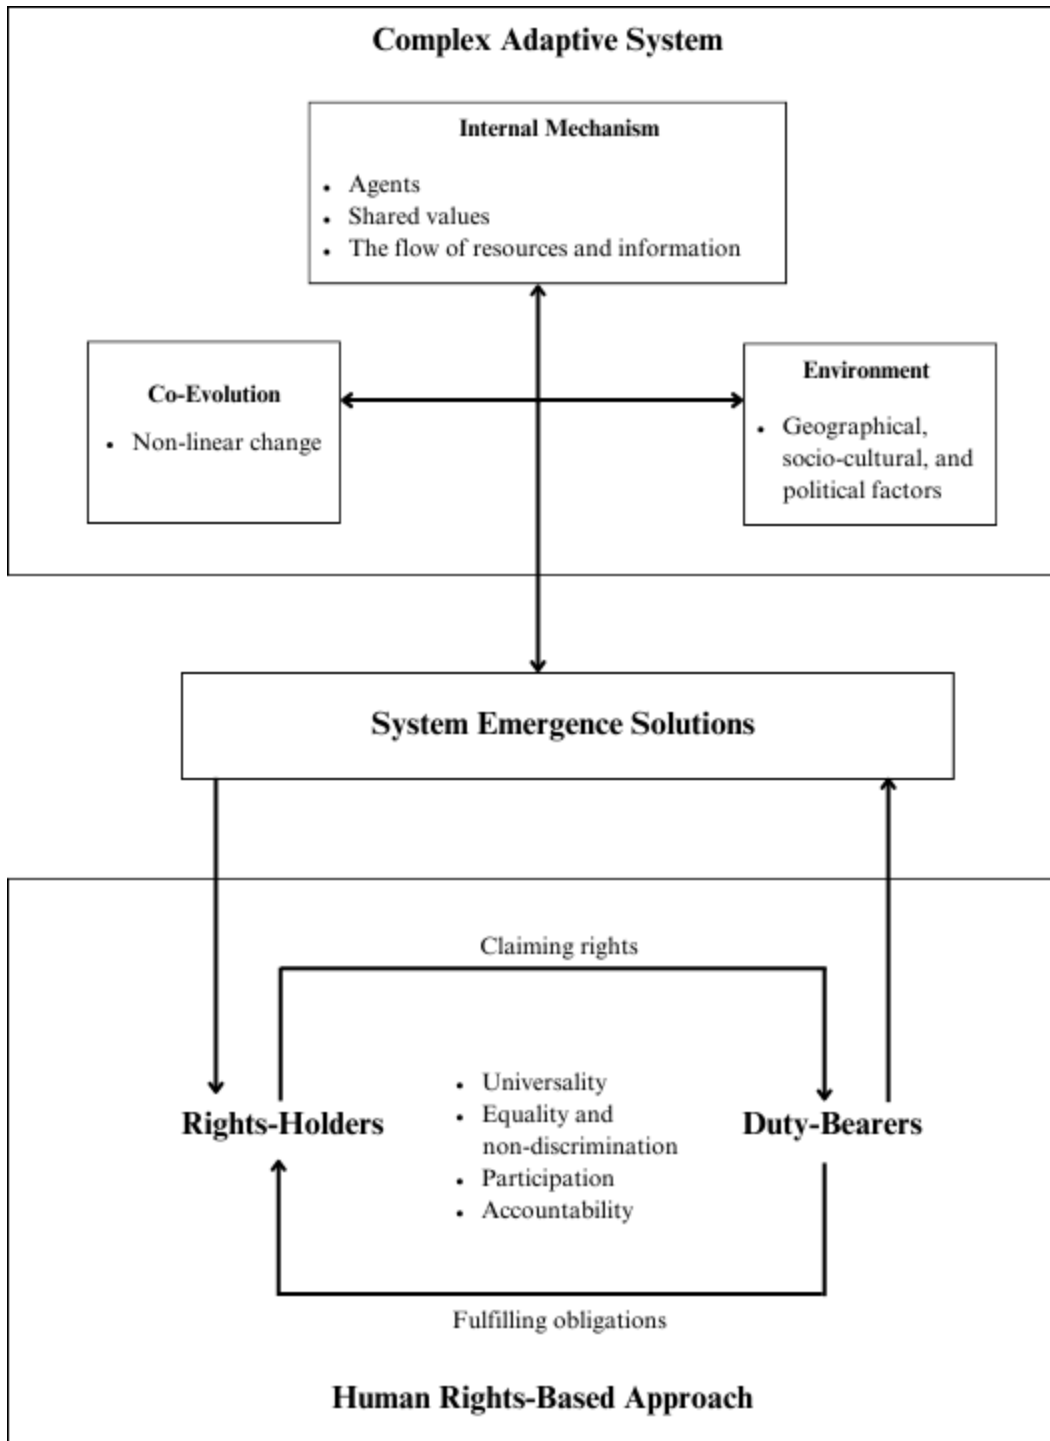 Complex Adaptive System
Internal Mechanism
• Agents
• Shared values
• The flow of resources and information
Co-Evolution
• Non-linear change
Environment
• Geographical,
socio-cultural, and
political factors
System Emergence Solutions
Claiming rights
• Universality
• Equality and
non-discrimination
• Participation
• Accountability
Rights-Holders
Duty-Bearers
Fulfilling obligations
Human Rights-Based Approach